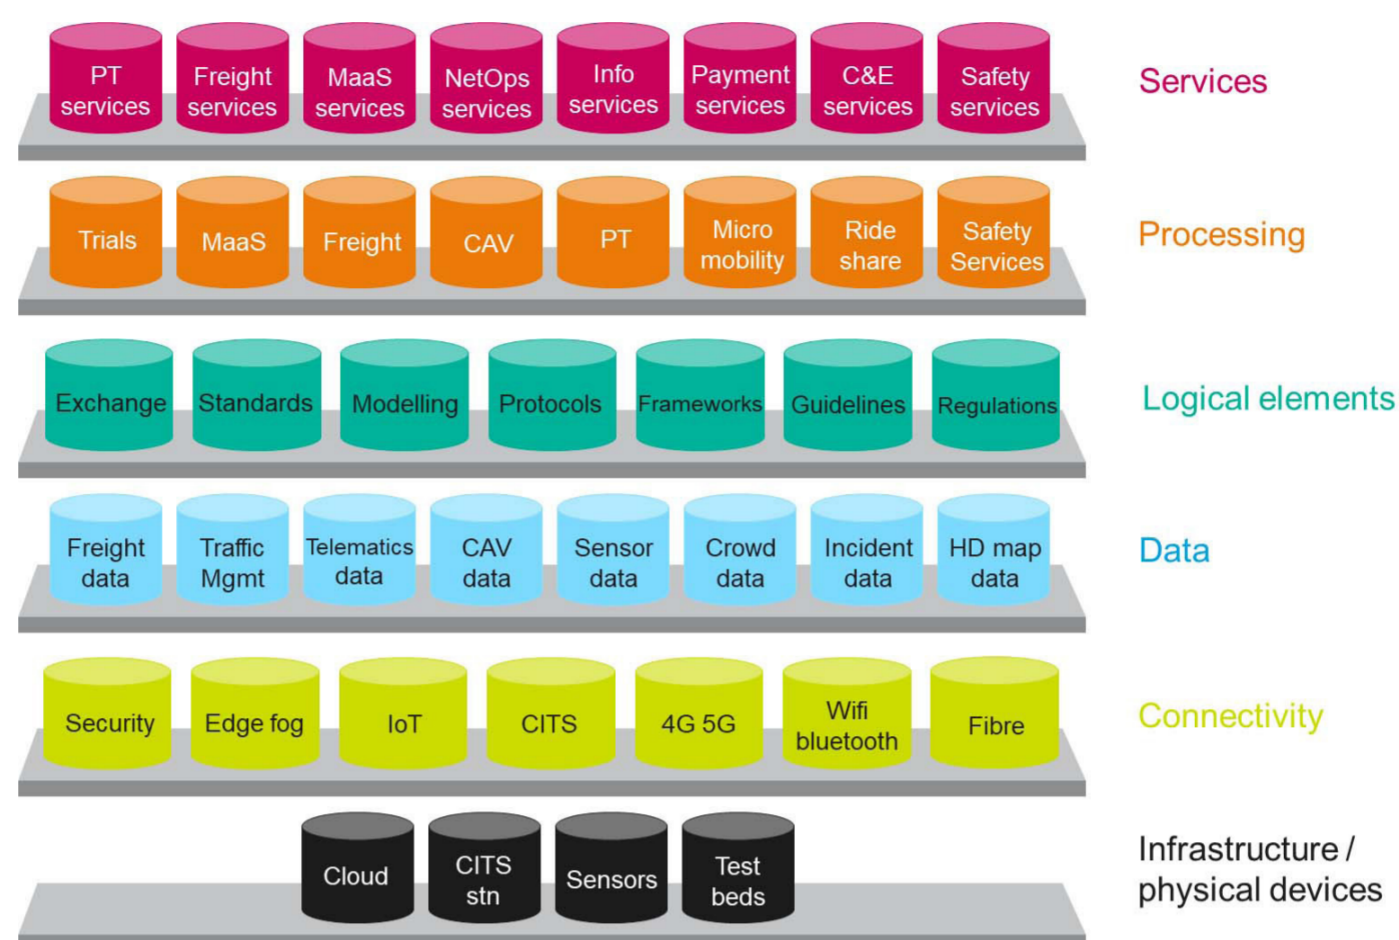 PT
services
Freight
services
MaaS
services
NetOps
services
Info
services
Payment
services
C&E
services
Safety
services
Services
Trials
MaaS
Freight
CAV
PT
Micro
mobility
Ride
share
Safety
Services
Processing
Exchange
Standards
Modelling
Protocols
Frameworks
Guidelines
Regulations
Logical elements
Freight
data
Traffic
Mgmt
Telematics
data
CAV
data
Sensor
data
Crowd
data
Incident
data
HD map
data
Data
Security
Edge fog
IoT
CITS
4G 5G
Wifi
bluetooth
Fibre
Connectivity
Cloud
CITS
stn
Sensors
Test
beds
Infrastructure /
physical devices